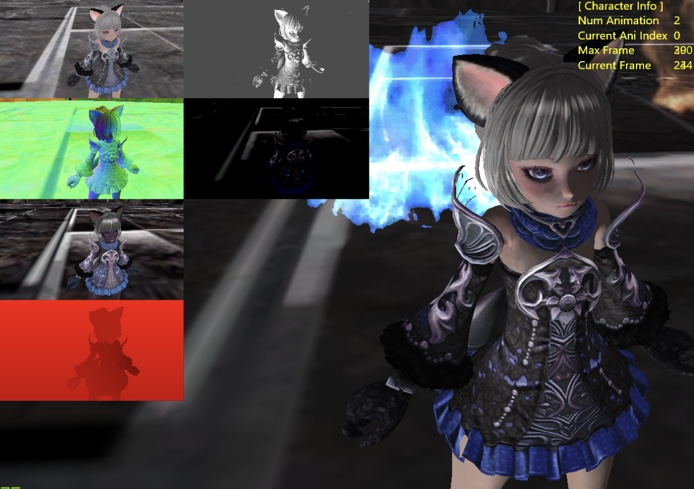 [ Character Info ]
Num Animation 2
Current Ani Index 0
Max Frame
Current Frame